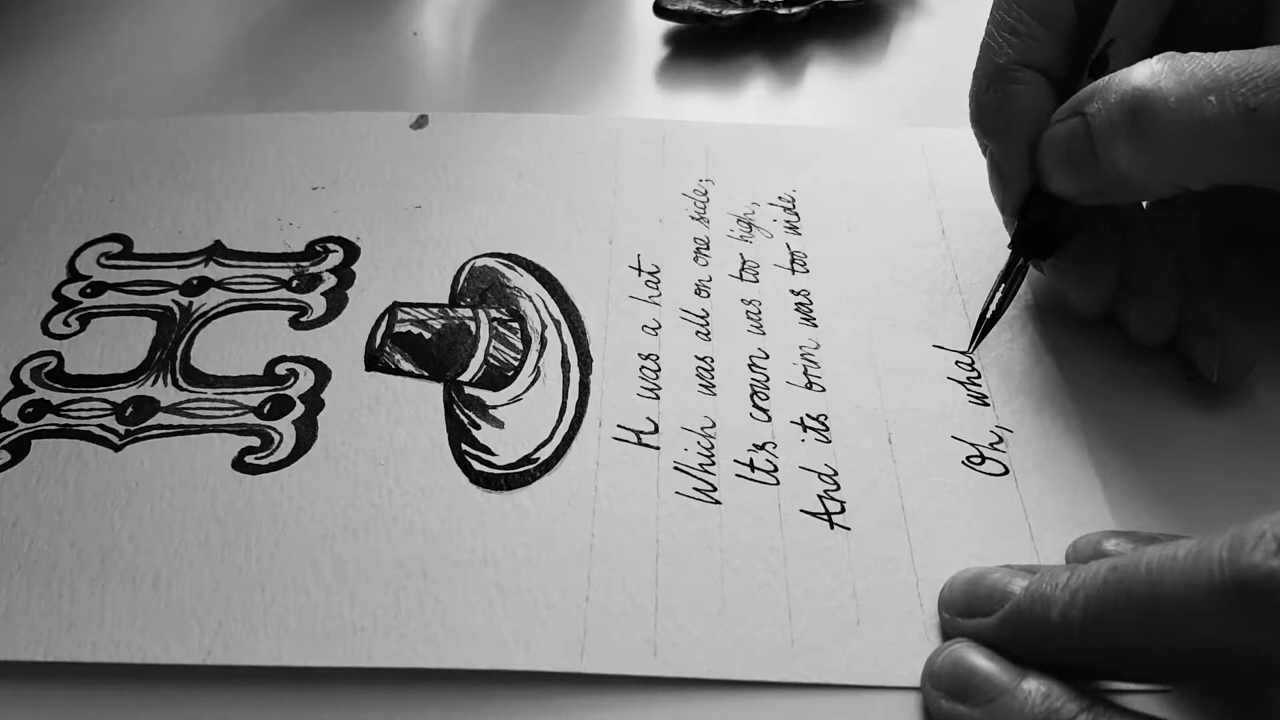 H
H was a hat
Which was all on one side;
It's crown was too high,
And its brim was too wide.
Oh, what